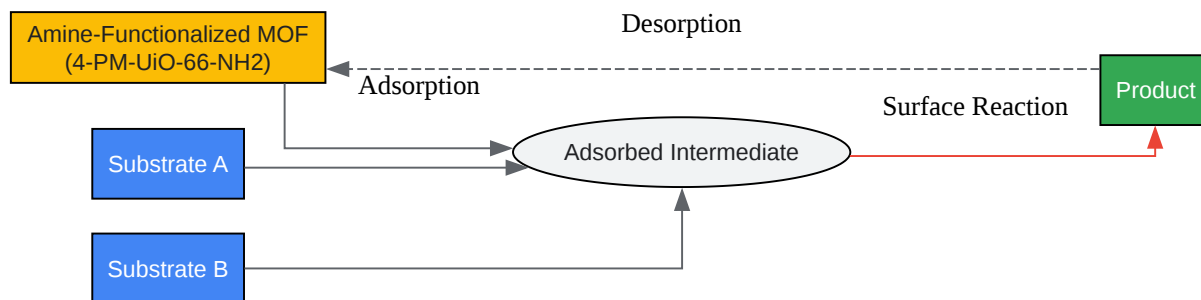 Desorption
Amine-Functionalized MOF
(4-PM-UiO-66-NH2)
Adsorption
Product
Surface Reaction
Substrate A
Adsorbed Intermediate
Substrate B